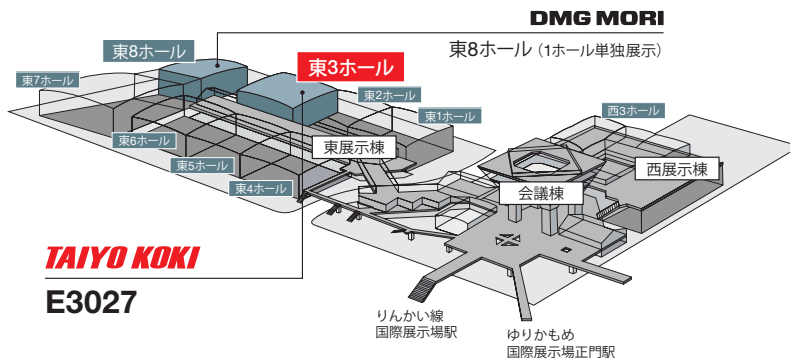 DMG MORI
東8ホール（1ホール単独展示）
東8ホール
東3ホール
東7ホール
東2ホール
東1ホール
西3ホール
東6ホール
東展示棟
東5ホール
西展示棟
東4ホール
会議棟
TAIYO KOKI
E3027
りんかい線
国際展示場駅
ゆりかもめ
国際展示場正門駅